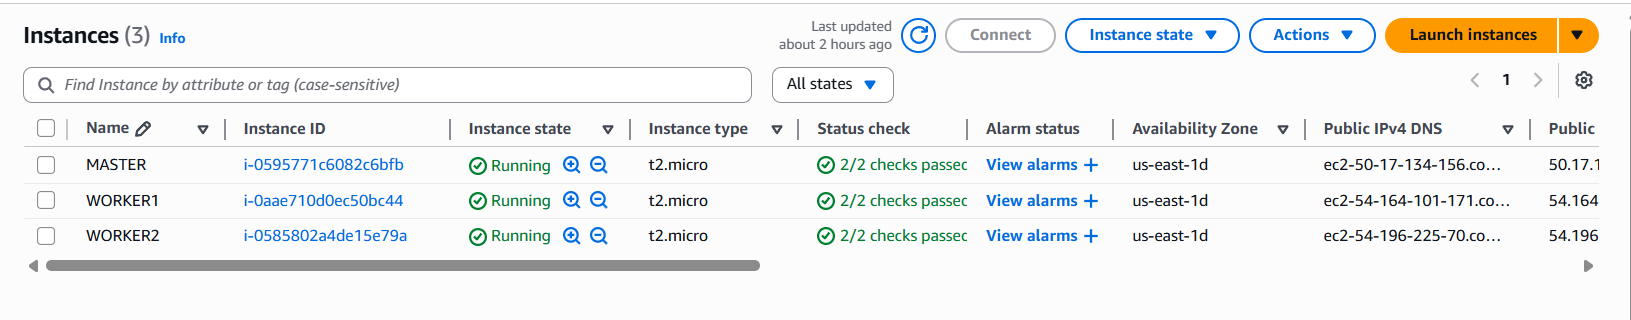 Instances (3) Info
Last updated
about 2 hours ago
Connect
Instance state
Actions
Launch instances
Find Instance by attribute or tag (case-sensitive)
All states
1
Name Instance ID Instance state Instance type Status check Alarm status Availability Zone Public IPv4 DNS Public
MASTER i-0595771c6082c6bfb Running t2.micro 2/2 checks passec View alarms + us-east-1d ec2-50-17-134-156.co... 50.17.1
WORKER1 i-0aae710d0ec50bc44 Running t2.micro 2/2 checks passec View alarms + us-east-1d ec2-54-164-101-171.co... 54.164
WORKER2 i-0585802a4de15e79a Running t2.micro 2/2 checks passec View alarms + us-east-1d ec2-54-196-225-70.co... 54.196